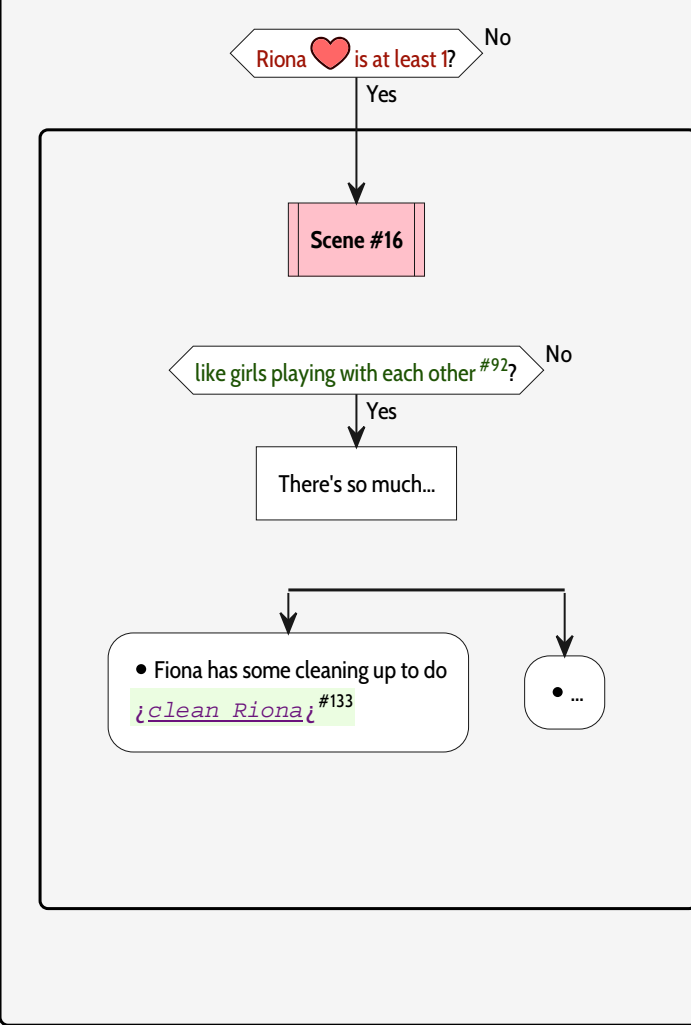 No
Riona ❤ is at least 1?
Yes
Scene #16
No
like girls playing with each other #92?
Yes
There's so much...
• Fiona has some cleaning up to do
¿clean Riona¿#133
• ...